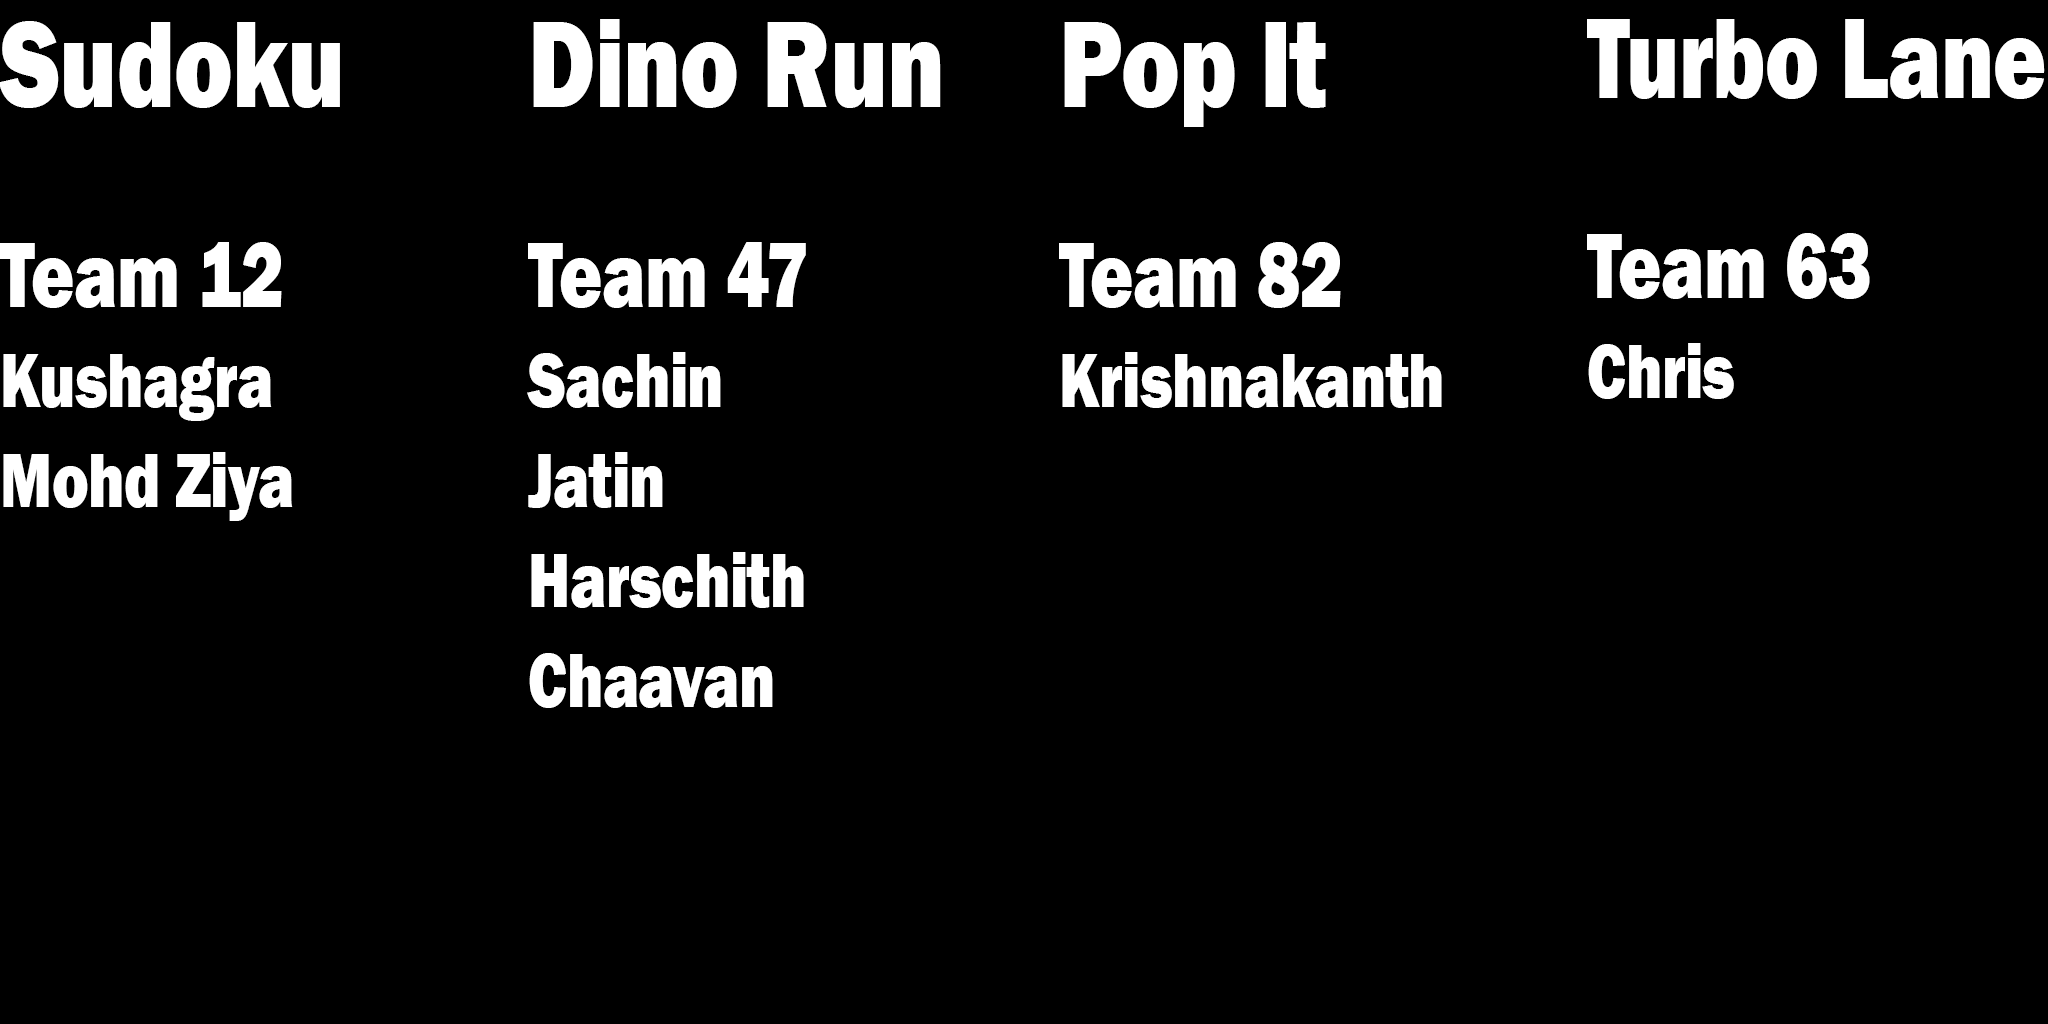 Sudoku
Team 12
Kushagra
Mohd Ziya
Dino Run
Team 47
Sachin
Jatin
Harschith
Chaavan
Pop It
Team 82
Krishnakanth
Turbo Lane
Team 63
Chris